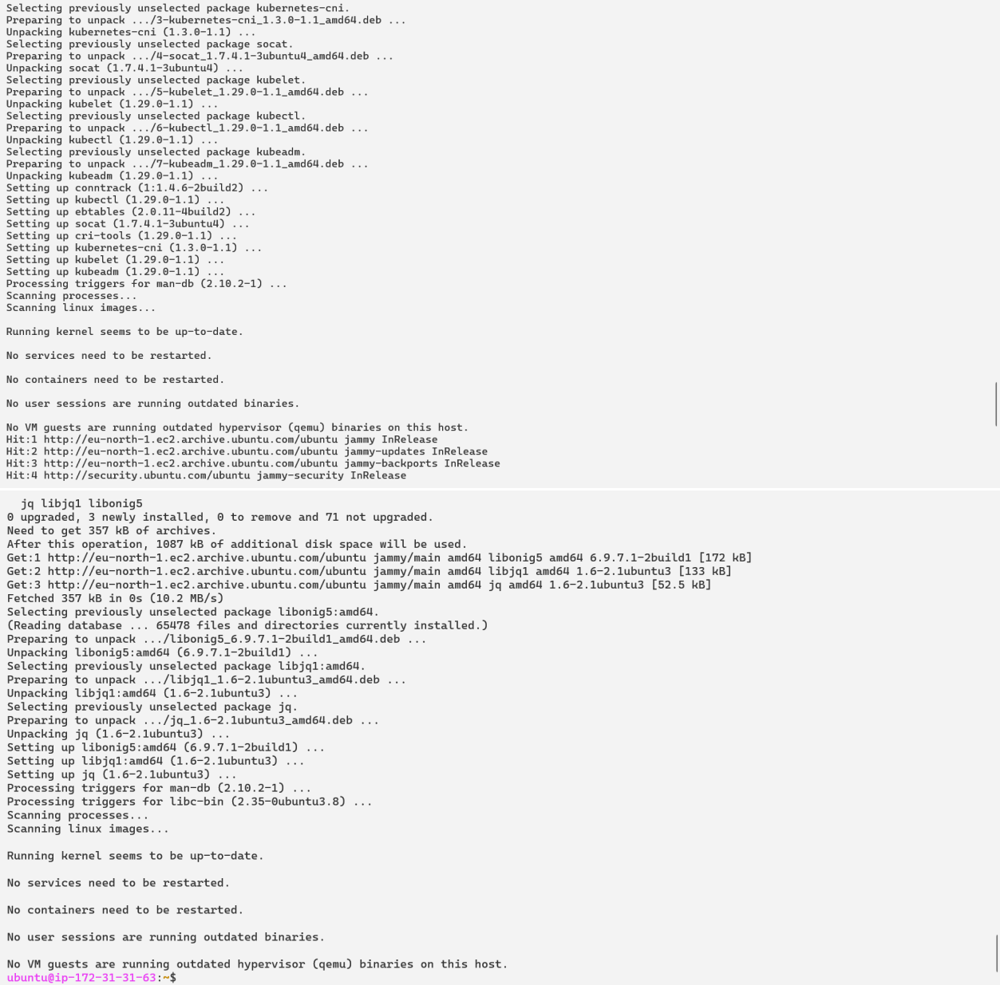 Selecting previously unselected package kubernetes-cni.
Preparing to unpack .../3-kubernetes-cni_1.3.0-1.1_amd64.deb ...
Unpacking kubernetes-cni (1.3.0-1.1) ...
Selecting previously unselected package socat.
Preparing to unpack .../4-socat_1.7.4.1-3ubuntu4_amd64.deb ...
Unpacking socat (1.7.4.1-3ubuntu4) ...
Selecting previously unselected package kubelet.
Preparing to unpack .../5-kubelet_1.29.0-1.1_amd64.deb ...
Unpacking kubelet (1.29.0-1.1) ...
Selecting previously unselected package kubectl.
Preparing to unpack .../6-kubectl_1.29.0-1.1_amd64.deb ...
Unpacking kubectl (1.29.0-1.1) ...
Selecting previously unselected package kubeadm.
Preparing to unpack .../7-kubeadm_1.29.0-1.1_amd64.deb ...
Unpacking kubeadm (1.29.0-1.1) ...
Setting up conntrack (1:1.4.6-2build2) ...
Setting up kubectl (1.29.0-1.1) ...
Setting up ebtables (2.0.11-4build2) ...
Setting up socat (1.7.4.1-3ubuntu4) ...
Setting up cri-tools (1.29.0-1.1) ...
Setting up kubernetes-cni (1.3.0-1.1) ...
Setting up kubelet (1.29.0-1.1) ...
Setting up kubeadm (1.29.0-1.1) ...
Processing triggers for man-db (2.10.2-1) ...
Scanning processes...
Scanning linux images...
Running kernel seems to be up-to-date.
No services need to be restarted.
No containers need to be restarted.
No user sessions are running outdated binaries.
No VM guests are running outdated hypervisor (qemu) binaries on this host.
Hit:1 http://eu-north-1.ec2.archive.ubuntu.com/ubuntu jammy InRelease
Hit:2 http://eu-north-1.ec2.archive.ubuntu.com/ubuntu jammy-updates InRelease
Hit:3 http://eu-north-1.ec2.archive.ubuntu.com/ubuntu jammy-backports InRelease
Hit:4 http://security.ubuntu.com/ubuntu jammy-security InRelease
jq libjq1 libonig5
0 upgraded, 3 newly installed, 0 to remove and 71 not upgraded.
Need to get 357 kB of archives.
After this operation, 1087 kB of additional disk space will be used.
Get:1 http://eu-north-1.ec2.archive.ubuntu.com/ubuntu jammy/main amd64 libonig5 amd64 6.9.7.1-2build1 [172 kB]
Get:2 http://eu-north-1.ec2.archive.ubuntu.com/ubuntu jammy/main amd64 libjq1 amd64 1.6-2.1ubuntu3 [133 kB]
Get:3 http://eu-north-1.ec2.archive.ubuntu.com/ubuntu jammy/main amd64 jq amd64 1.6-2.1ubuntu3 [52.5 kB]
Fetched 357 kB in 0s (10.2 MB/s)
Selecting previously unselected package libonig5:amd64.
(Reading database ... 65478 files and directories currently installed.)
Preparing to unpack .../libonig5_6.9.7.1-2build1_amd64.deb ...
Unpacking libonig5:amd64 (6.9.7.1-2build1) ...
Selecting previously unselected package libjq1:amd64.
Preparing to unpack .../libjq1_1.6-2.1ubuntu3_amd64.deb ...
Unpacking libjq1:amd64 (1.6-2.1ubuntu3) ...
Selecting previously unselected package jq.
Preparing to unpack .../jq_1.6-2.1ubuntu3_amd64.deb ...
Unpacking jq (1.6-2.1ubuntu3) ...
Setting up libonig5:amd64 (6.9.7.1-2build1) ...
Setting up libjq1:amd64 (1.6-2.1ubuntu3) ...
Setting up jq (1.6-2.1ubuntu3) ...
Processing triggers for man-db (2.10.2-1) ...
Processing triggers for libc-bin (2.35-0ubuntu3.8) ...
Scanning processes...
Scanning linux images...
Running kernel seems to be up-to-date.
No services need to be restarted.
No containers need to be restarted.
No user sessions are running outdated binaries.
No VM guests are running outdated hypervisor (qemu) binaries on this host.
ubuntu@ip-172-31-31-63:~$